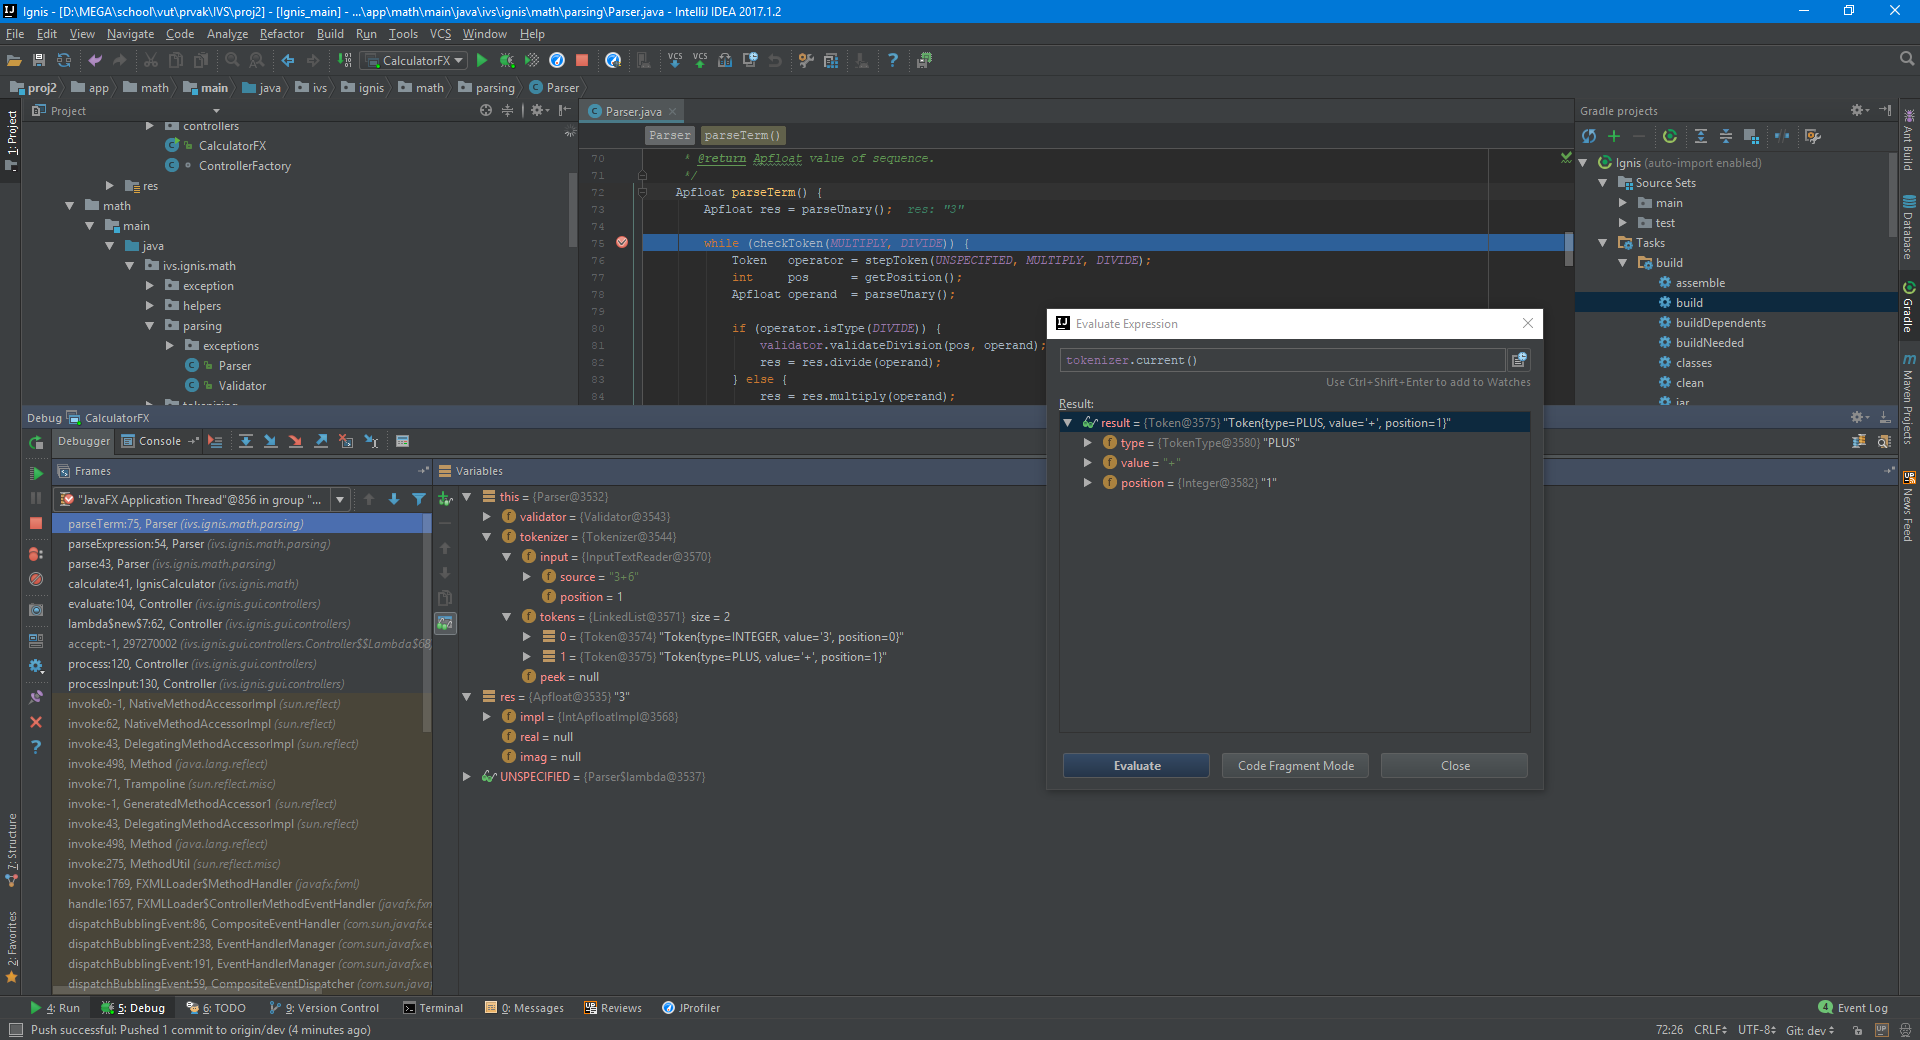 Ignis - [D:\MEGA\school\vut\prvak\IVS\proj2] - [Ignis_main] - ...\app\math\main\java\ivs\ignis\math\parsing\Parser.java - IntelliJ IDEA 2017.1.2
File Edit View Navigate Code Analyze Refactor Build Run Tools VCS Window Help
CalculatorFX
proj2 app math main java ivs ignis math parsing Parser
1: Project
Project
controllers
CalculatorFX
ControllerFactory
res
math
main
java
ivs.ignis.math
exception
helpers
parsing
exceptions
Parser
Validator
Parser.java
Parser parseTerm()
70 * @return Apfloat value of sequence.
71 */
72 Apfloat parseTerm() {
73 Apfloat res = parseUnary(); res: "3"
74
75 while (checkToken(MULTIPLY, DIVIDE)) {
76 Token operator = stepToken(UNSPECIFIED, MULTIPLY, DIVIDE);
77 int pos = getPosition();
78 Apfloat operand = parseUnary();
79
80 if (operator.isType(DIVIDE)) {
81 validator.validateDivision(pos, operand);
82 res = res.divide(operand);
83 } else {
84 res = res.multiply(operand);
Gradle projects
Ignis (auto-import enabled)
Source Sets
main
test
Tasks
build
assemble
build
buildDependents
buildNeeded
classes
clean
jar
Ant Build
Database
Gradle
Maven Projects
News Feed
Evaluate Expression
tokenizer.current()
Use Ctrl+Shift+Enter to add to Watches
Result:
result = {Token@3575} "Token{type=PLUS, value='+', position=1}"
type = {TokenType@3580} "PLUS"
value = "+"
position = {Integer@3582} "1"
Evaluate
Code Fragment Mode
Close
Debug CalculatorFX
Debugger Console
Frames
"JavaFX Application Thread"@856 in group "...
parseTerm:75, Parser (ivs.ignis.math.parsing)
parseExpression:54, Parser (ivs.ignis.math.parsing)
parse:43, Parser (ivs.ignis.math.parsing)
calculate:41, IgnisCalculator (ivs.ignis.math)
evaluate:104, Controller (ivs.ignis.gui.controllers)
lambda$new$7:62, Controller (ivs.ignis.gui.controllers)
accept:-1, 297270002 (ivs.ignis.gui.controllers.Controller$$Lambda$68
process:120, Controller (ivs.ignis.gui.controllers)
processInput:130, Controller (ivs.ignis.gui.controllers)
invoke0:-1, NativeMethodAccessorImpl (sun.reflect)
invoke:62, NativeMethodAccessorImpl (sun.reflect)
invoke:43, DelegatingMethodAccessorImpl (sun.reflect)
invoke:498, Method (java.lang.reflect)
invoke:71, Trampoline (sun.reflect.misc)
invoke:-1, GeneratedMethodAccessor1 (sun.reflect)
invoke:43, DelegatingMethodAccessorImpl (sun.reflect)
invoke:498, Method (java.lang.reflect)
invoke:275, MethodUtil (sun.reflect.misc)
invoke:1769, FXMLLoader$MethodHandler (javafx.fxml)
handle:1657, FXMLLoader$ControllerMethodEventHandler (javafx.fxm
dispatchBubblingEvent:86, CompositeEventHandler (com.sun.javafx.e
dispatchBubblingEvent:238, EventHandlerManager (com.sun.javafx.ev
dispatchBubblingEvent:191, EventHandlerManager (com.sun.javafx.ev
dispatchBubblingEvent:59, CompositeEventDispatcher (com.sun.javaf
Variables
this = {Parser@3532}
validator = {Validator@3543}
tokenizer = {Tokenizer@3544}
input = {InputTextReader@3570}
source = "3+6"
position = 1
tokens = {LinkedList@3571} size = 2
0 = {Token@3574} "Token{type=INTEGER, value='3', position=0}"
1 = {Token@3575} "Token{type=PLUS, value='+', position=1}"
peek = null
res = {Apfloat@3535} "3"
impl = {IntApfloatImpl@3568}
real = null
imag = null
UNSPECIFIED = {Parser$lambda@3537}
7: Structure
2: Favorites
4: Run 5: Debug 6: TODO 9: Version Control Terminal 0: Messages Reviews JProfiler 4 Event Log
Push successful: Pushed 1 commit to origin/dev (4 minutes ago) 72:26 CRLF UTF-8 Git: dev